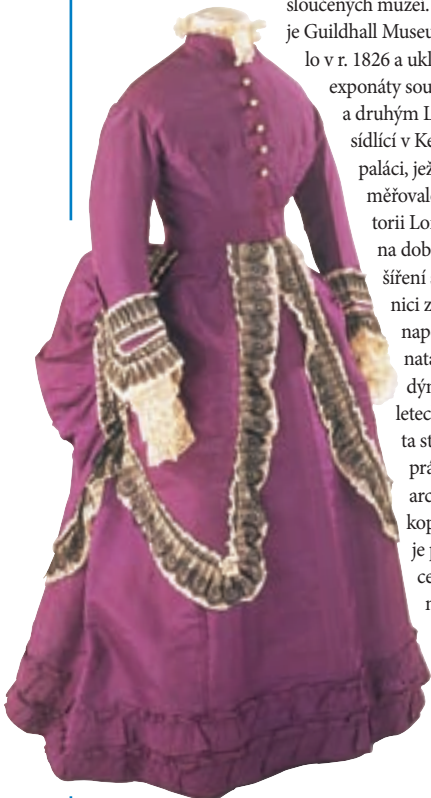 sloučených muzeí.
je Guildhall Museu
lo v r. 1826 a ukl
exponáty sou
a druhým L
sídlící v Ke
paláci, jež
měřoval
torii Lo
na dob
šíření
nici z
nap
nata
dým
letec
ta st
prá
arc
kop
je p
ce
n